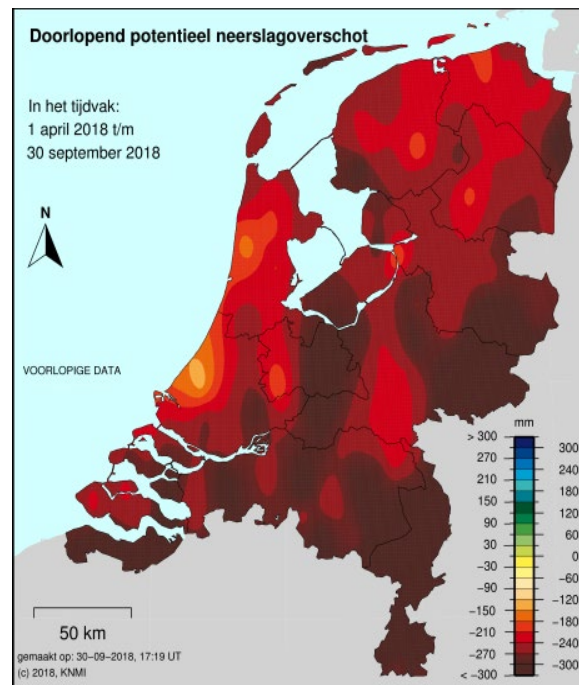 Doorlopend potentieel neerslagoverschot
In het tijdvak:
1 april 2018 t/m
30 september 2018
N
VOORLOPIGE DATA
mm
> 300
300
270
240
210
180
150
120
90
60
30
0
-30
-60
-90
-120
-150
-180
-210
-240
-270
-300
< -300
50 km
gemaakt op: 30-09-2018, 17:19 UT
(c) 2018, KNMI